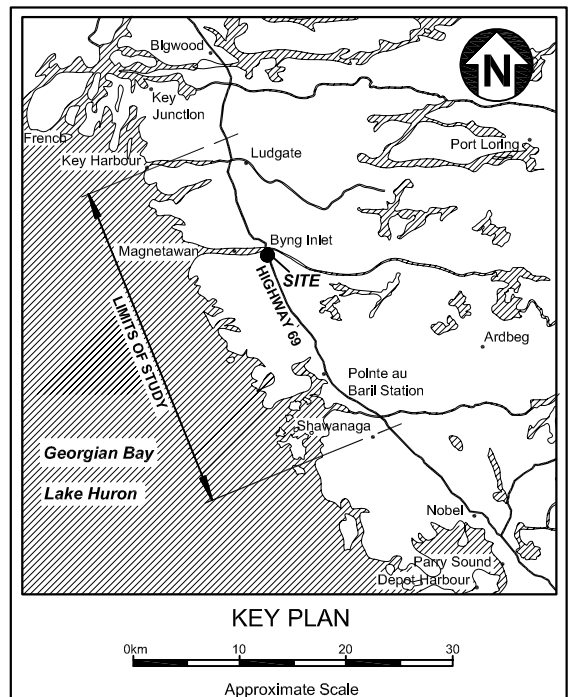 Bigwood
N
Key
Junction
French
Port Loring
Key Harbour
Ludgate
Byng Inlet
Magnetawan
SITE
HIGHWAY 69
LIMITS OF STUDY
Ardbeg
Pointe au
Baril Station
Shawanaga
Georgian Bay
Lake Huron
Nobel
Parry Sound
Depot Harbour
KEY PLAN
0km
10
20
30
Approximate Scale